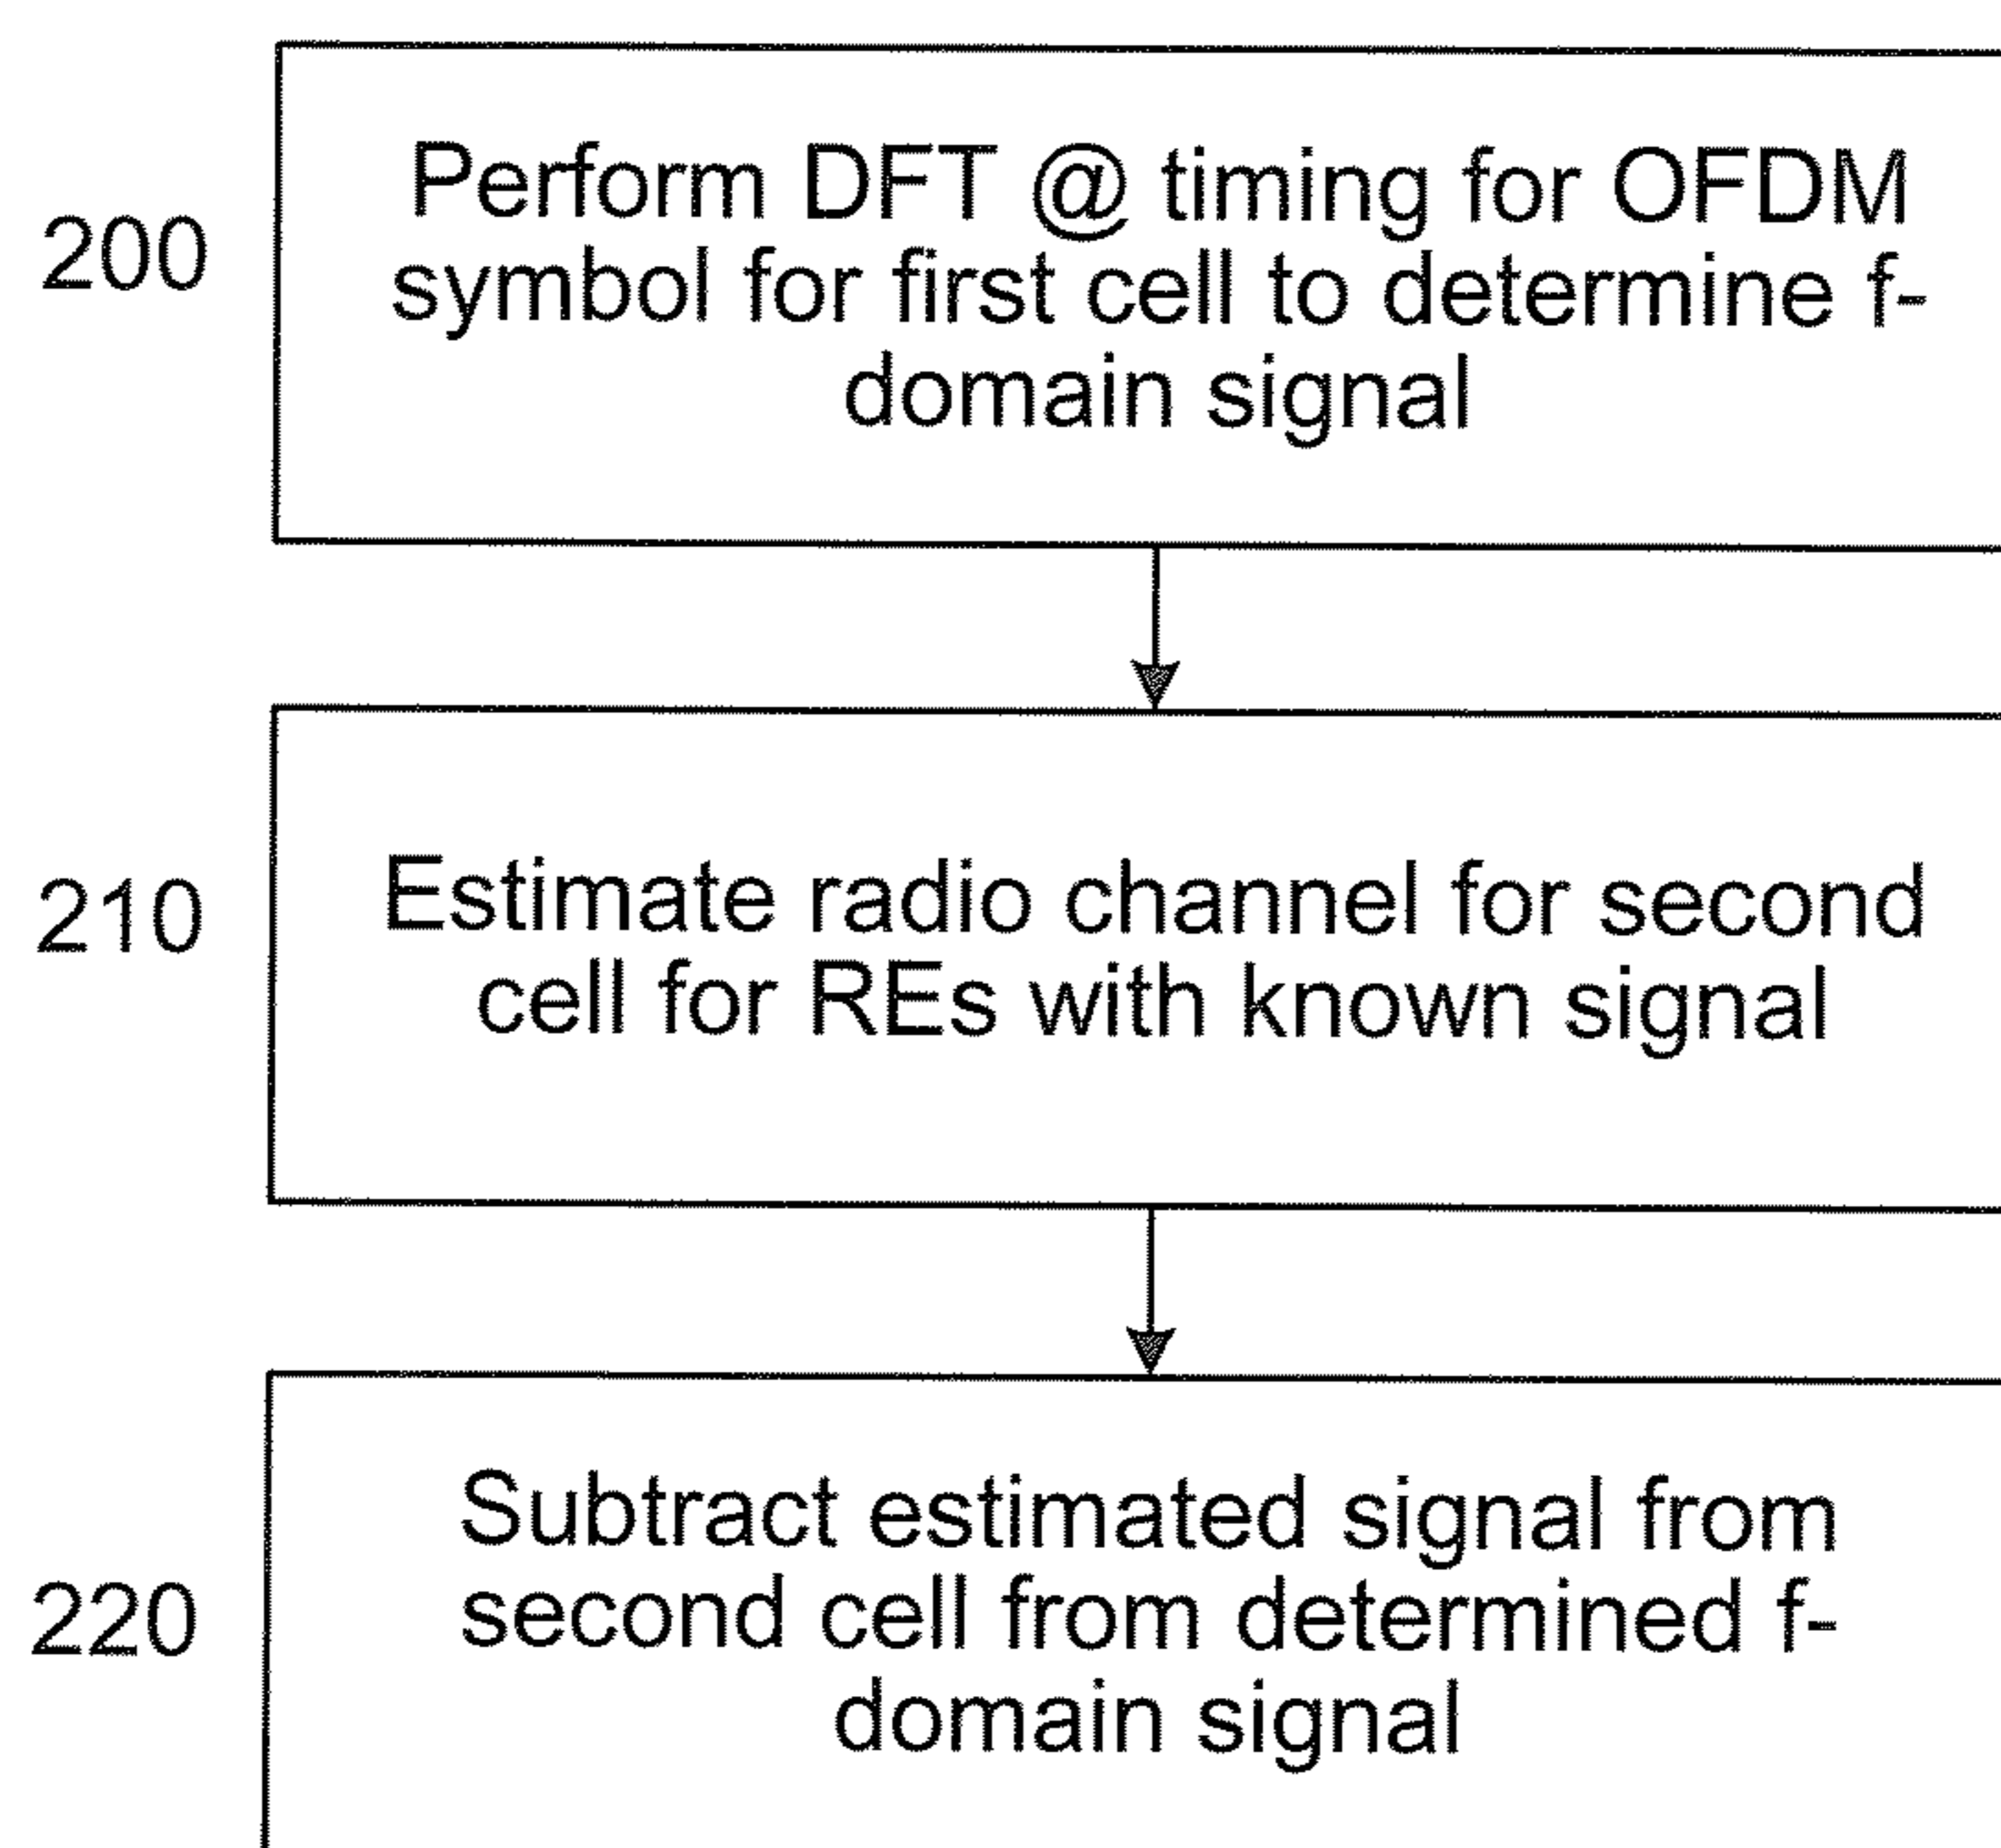 200
Perform DFT @ timing for OFDM
symbol for first cell to determine f-
domain signal
210
Estimate radio channel for second
cell for REs with known signal
220
Subtract estimated signal from
second cell from determined f-
domain signal